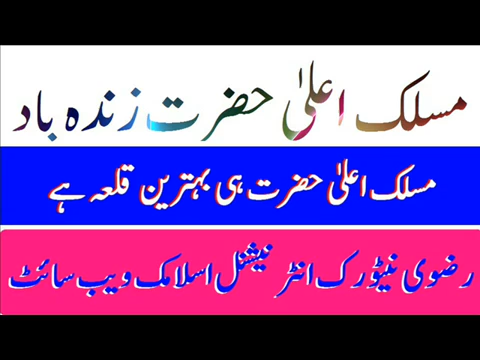 مسلک اعلیٰ حضرت زندہ باد
مسلک اعلیٰ حضرت ہی بہترین قلعہ ہے
رضوی نیٹورک انٹرنیشنل اسلامک ویب سائٹ